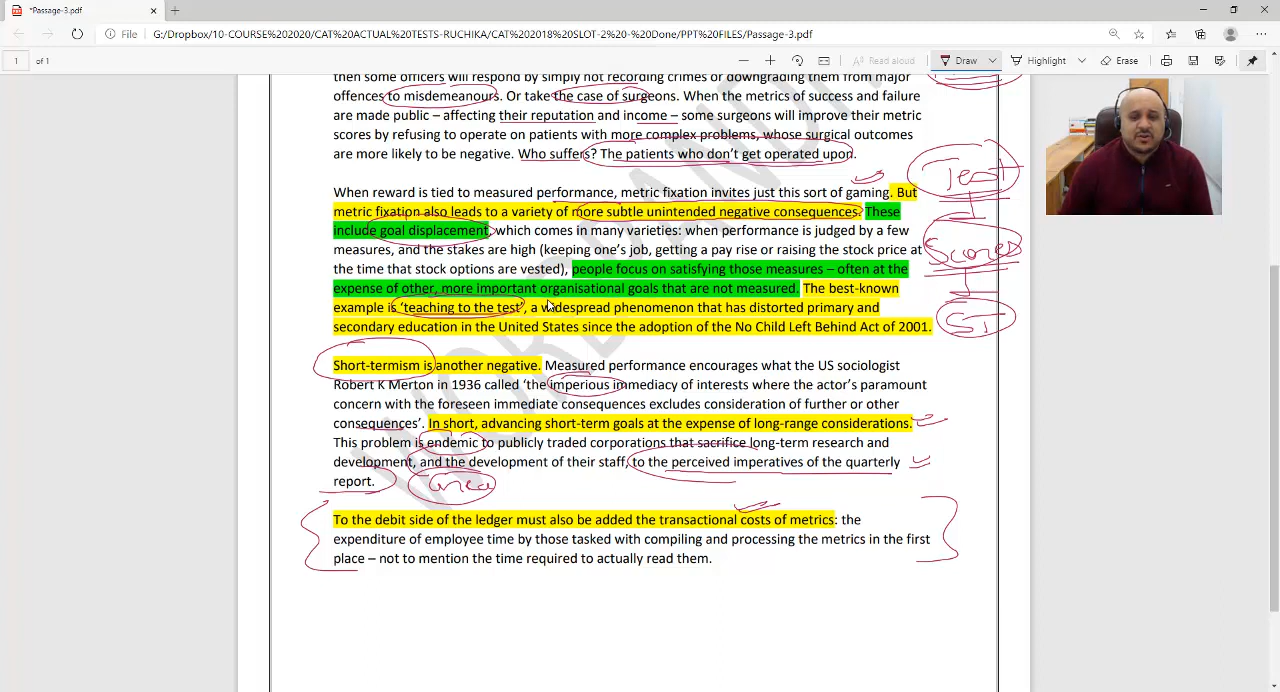 *Passage-3.pdf
File
G:/Dropbox/10-COURSE%202020/CAT%20ACTUAL%20TESTS-RUCHIKA/CAT%202018%20SLOT-2%20-%20Done/PPT%20FILES/Passage-3.pdf
1 of 1
Read aloud
Draw
Highlight
Erase
then some officers will respond by simply not recording crimes or downgrading them from major
offences to misdemeanours. Or take the case of surgeons. When the metrics of success and failure
are made public – affecting their reputation and income – some surgeons will improve their metric
scores by refusing to operate on patients with more complex problems, whose surgical outcomes
are more likely to be negative. Who suffers? The patients who don't get operated upon.
When reward is tied to measured performance, metric fixation invites just this sort of gaming. But
metric fixation also leads to a variety of more subtle unintended negative consequences. These
include goal displacement, which comes in many varieties: when performance is judged by a few
measures, and the stakes are high (keeping one's job, getting a pay rise or raising the stock price at
the time that stock options are vested), people focus on satisfying those measures – often at the
expense of other, more important organisational goals that are not measured. The best-known
example is 'teaching to the test', a widespread phenomenon that has distorted primary and
secondary education in the United States since the adoption of the No Child Left Behind Act of 2001.
Short-termism is another negative. Measured performance encourages what the US sociologist
Robert K Merton in 1936 called 'the imperious immediacy of interests where the actor's paramount
concern with the foreseen immediate consequences excludes consideration of further or other
consequences'. In short, advancing short-term goals at the expense of long-range considerations.
This problem is endemic to publicly traded corporations that sacrifice long-term research and
development, and the development of their staff, to the perceived imperatives of the quarterly
report.
area
To the debit side of the ledger must also be added the transactional costs of metrics: the
expenditure of employee time by those tasked with compiling and processing the metrics in the first
place – not to mention the time required to actually read them.
Test
Scores
ST